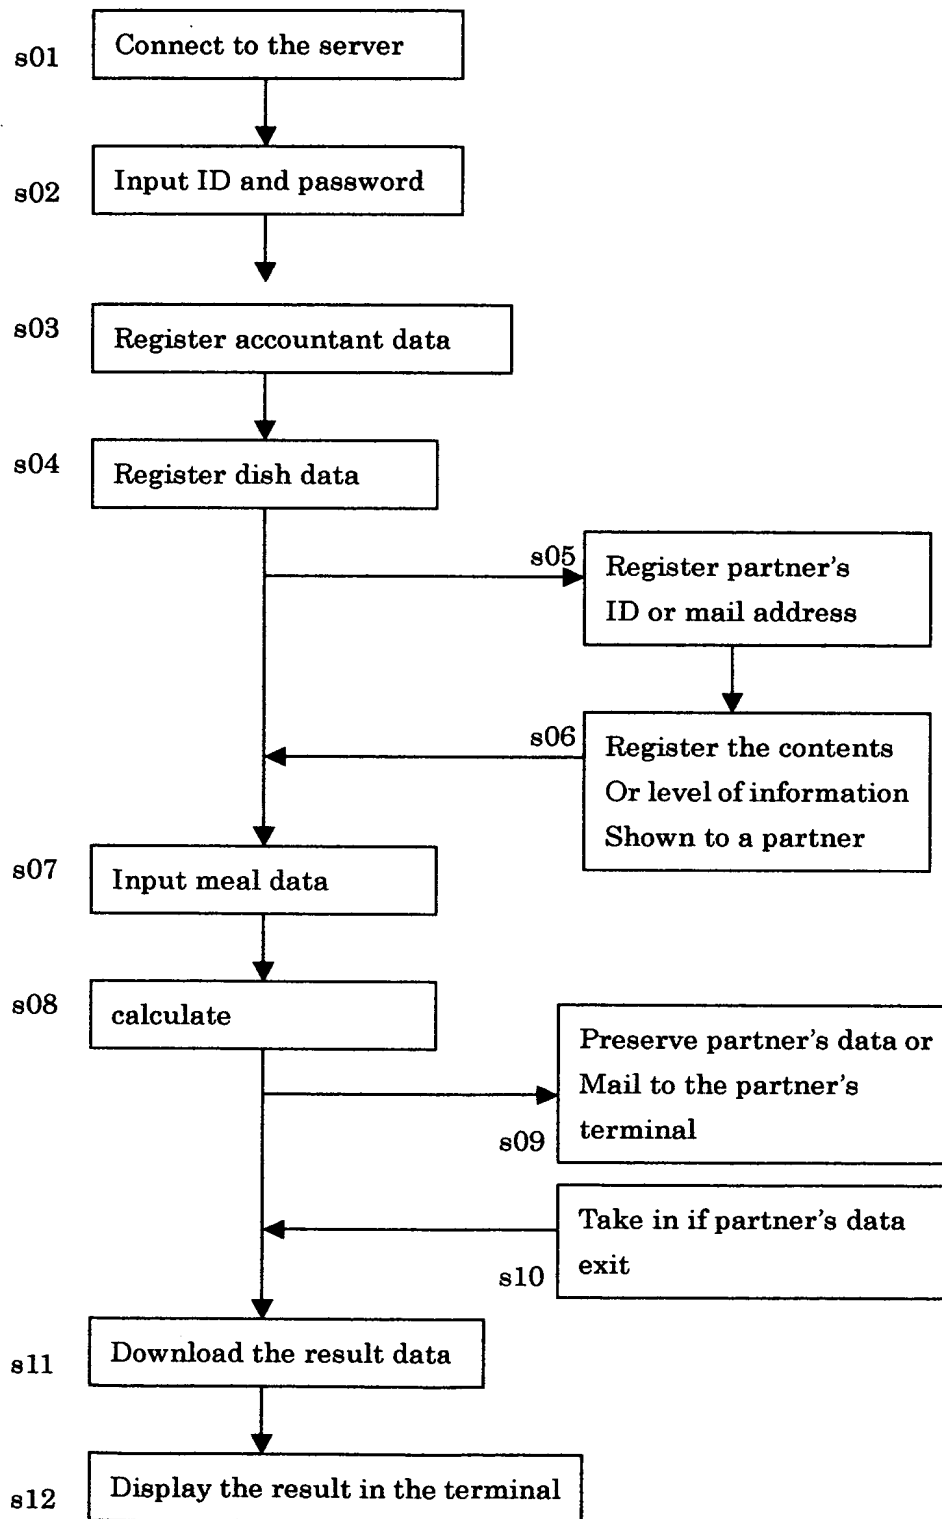 s01
Connect to the server
s02
Input ID and password
s03
Register accountant data
s04
Register dish data
s05
Register partner's
ID or mail address
s06
Register the contents
Or level of information
Shown to a partner
s07
Input meal data
s08
calculate
Preserve partner's data or
Mail to the partner's
terminal
s09
Take in if partner's data
exit
s10
s11
Download the result data
s12
Display the result in the terminal